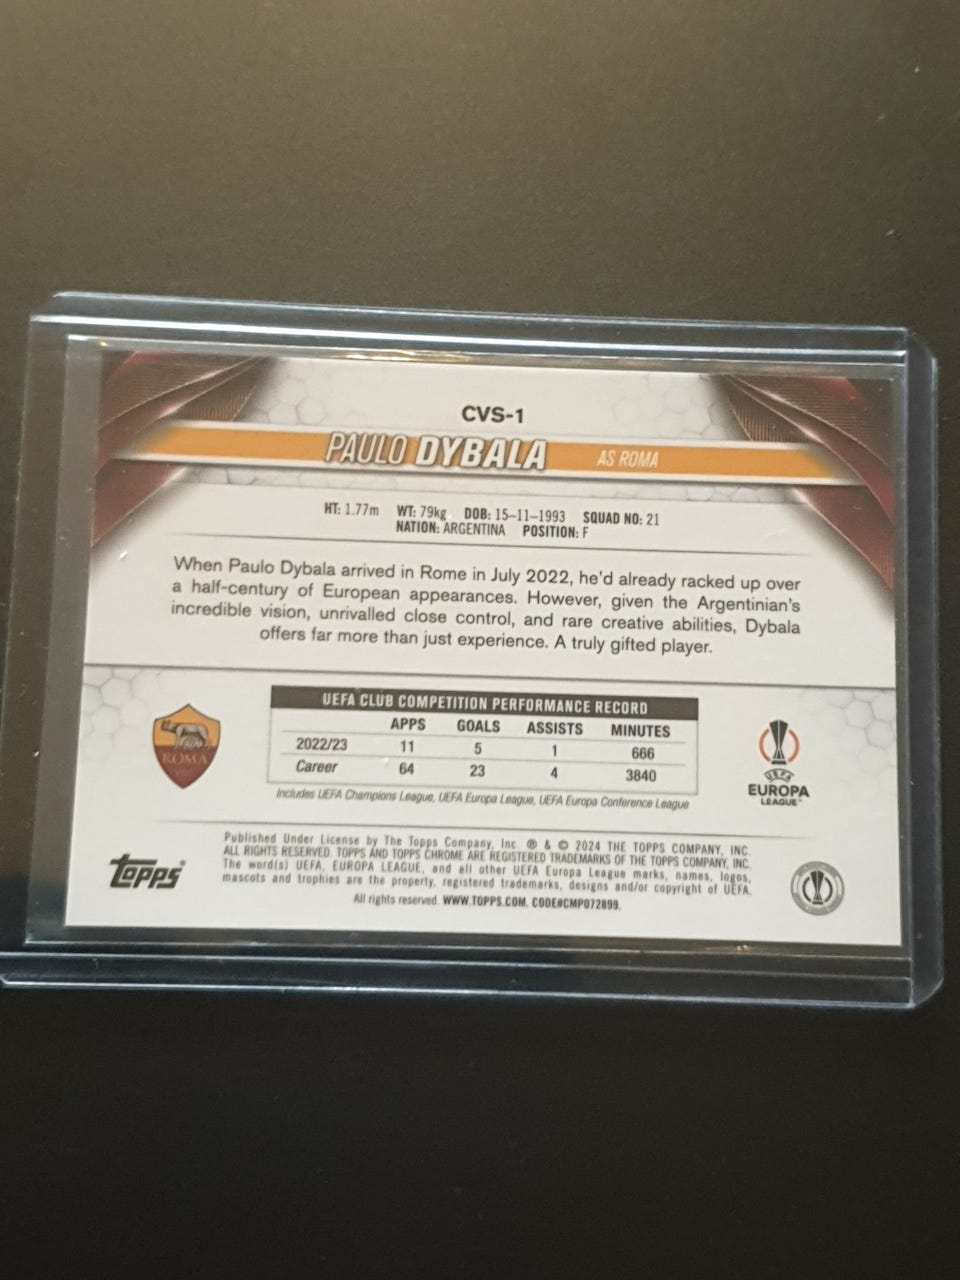 CVS-1
PAULO DYBALA AS ROMA
HT: 1.77m WT: 79kg DOB: 15-11-1993 SQUAD NO: 21
NATION: ARGENTINA POSITION: F
When Paulo Dybala arrived in Rome in July 2022, he'd already racked up over
a half-century of European appearances. However, given the Argentinian's
incredible vision, unrivalled close control, and rare creative abilities, Dybala
offers far more than just experience. A truly gifted player.
UEFA CLUB COMPETITION PERFORMANCE RECORD
APPS GOALS ASSISTS MINUTES
2022/23 11 5 1 666
Career 64 23 4 3840
Includes UEFA Champions League, UEFA Europa League, UEFA Europa Conference League
ROMA
UEFA
EUROPA
LEAGUE™
Published Under License by The Topps Company, Inc. ® & © 2024 THE TOPPS COMPANY, INC.
ALL RIGHTS RESERVED. TOPPS AND TOPPS CHROME ARE REGISTERED TRADEMARKS OF THE TOPPS COMPANY, INC.
The word(s) UEFA, EUROPA LEAGUE, and all other UEFA Europa League marks, names, logos,
mascots and trophies are the property, registered trademarks, designs and/or copyright of UEFA.
All rights reserved. WWW.TOPPS.COM. CODE#CMP072899.
topps®